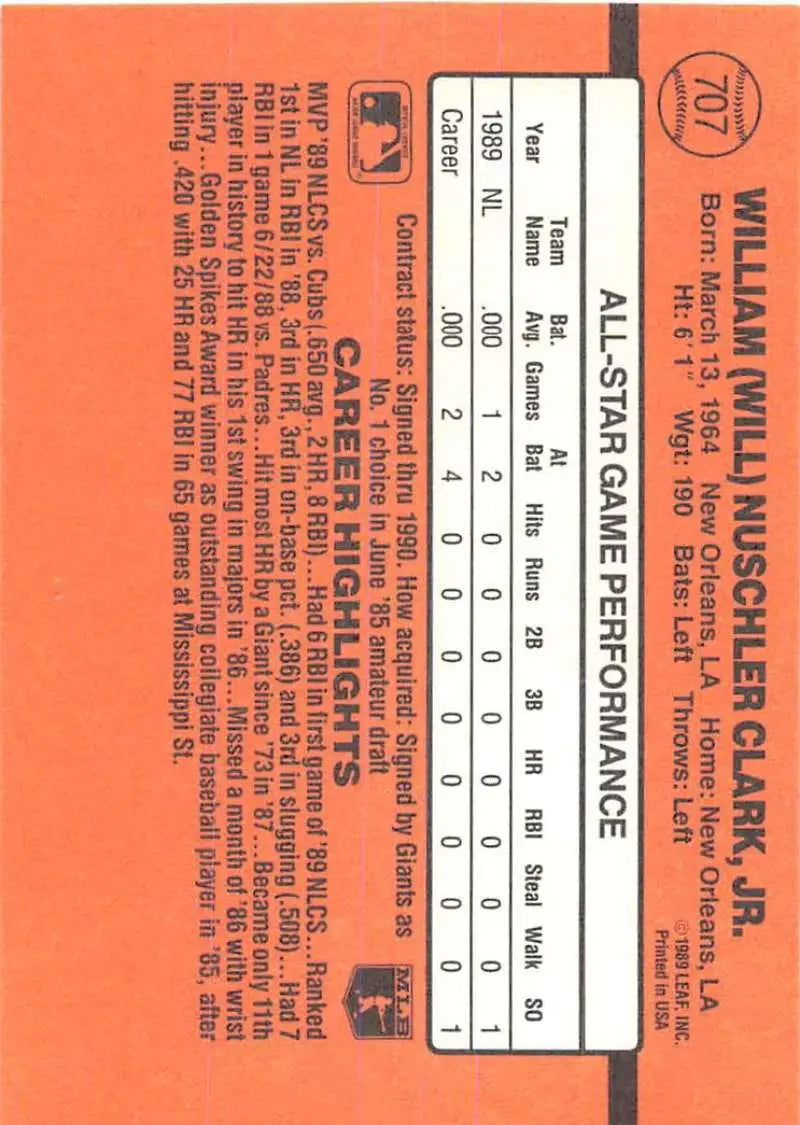 707
WILLIAM (WILL) NUSCHLER CLARK, JR.
Born: March 13, 1964 New Orleans, LA Home: New Orleans, LA
Ht: 6'1" Wgt: 190 Bats: Left Throws: Left
© 1989 LEAF, INC.
Printed in USA
ALL-STAR GAME PERFORMANCE
Year Team Name Bat. Avg. Games At Bat Hits Runs 2B 3B HR RBI Steal Walk SO
1989 NL .000 1 2 0 0 0 0 0 0 0 0 1
Career .000 2 4 0 0 0 0 0 0 0 0 1
Contract status: Signed thru 1990. How acquired: Signed by Giants as
No. 1 choice in June '85 amateur draft
MLB
CAREER HIGHLIGHTS
MVP '89 NLCS vs. Cubs (.650 avg., 2 HR, 8 RBI)...Had 6 RBI in first game of '89 NLCS...Ranked
1st in NL in RBI in '88, 3rd in HR, 3rd in on-base pct. (.386) and 3rd in slugging (.508)...Had 7
RBI in 1 game 6/22/88 vs. Padres...Hit most HR by a Giant since '73 in '87...Became only 11th
player in history to hit HR in his 1st swing in majors in '86...Missed a month of '86 with wrist
injury...Golden Spikes Award winner as outstanding collegiate baseball player in '85, after
hitting .420 with 25 HR and 77 RBI in 65 games at Mississippi St.